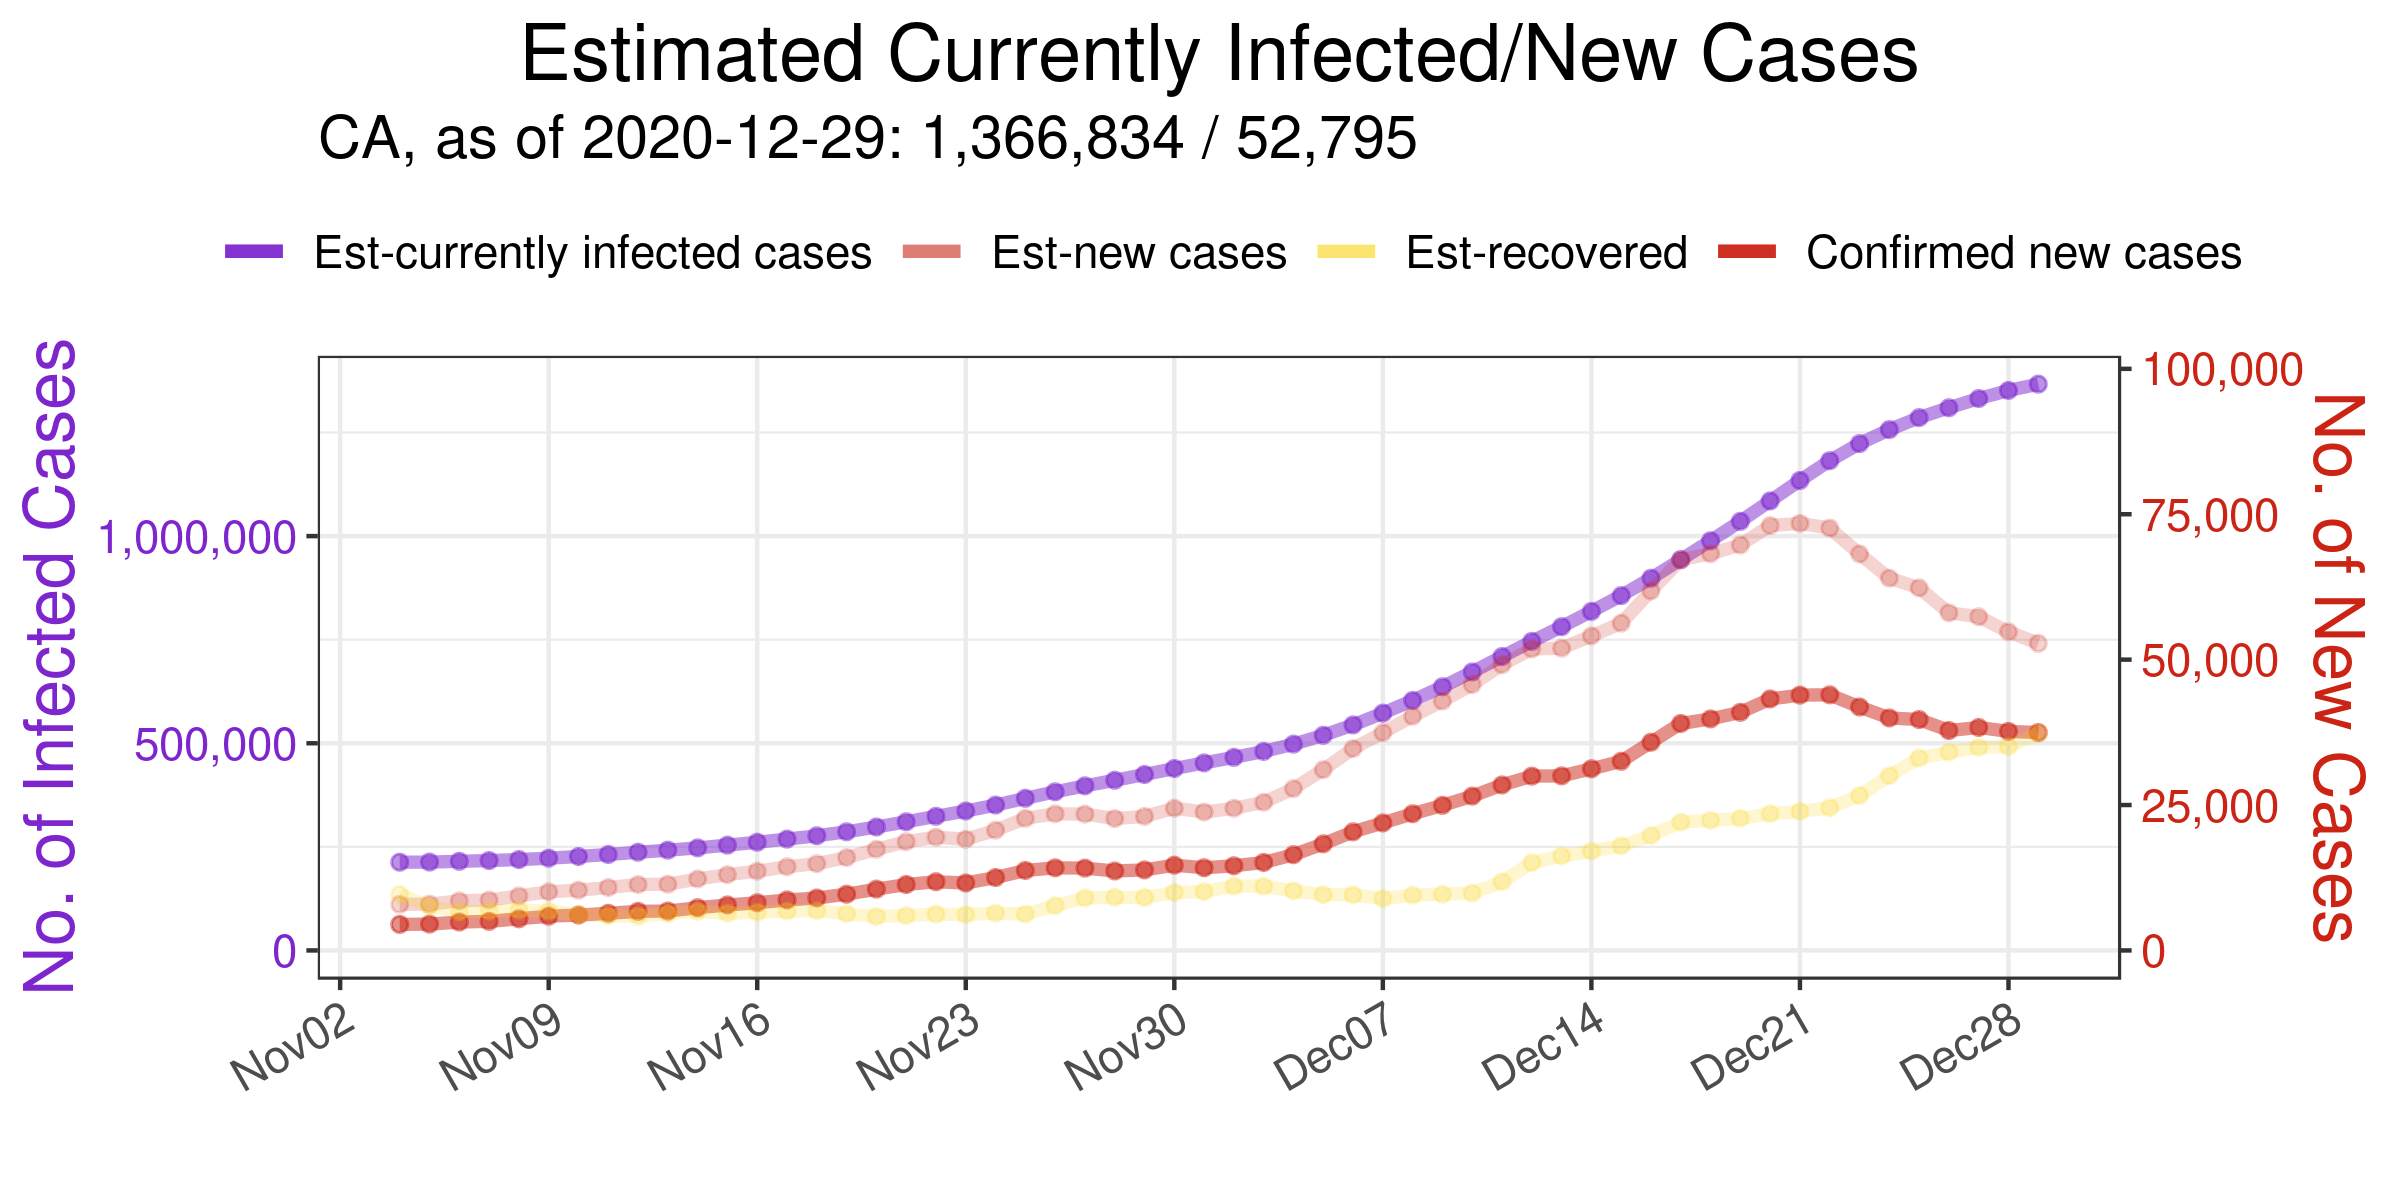 Estimated Currently Infected/New Cases
CA, as of 2020-12-29: 1,366,834 / 52,795
Est-currently infected cases Est-new cases Est-recovered Confirmed new cases
No. of Infected Cases
1,000,000
500,000
0
100,000
75,000
50,000
25,000
0
No. of New Cases
Nov02 Nov09 Nov16 Nov23 Nov30 Dec07 Dec14 Dec21 Dec28